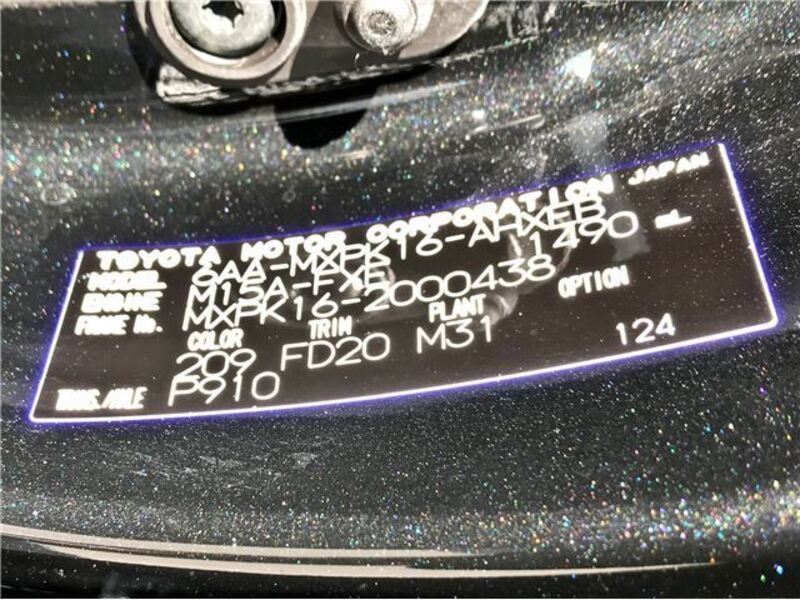 TOYOTA MOTOR CORPORATION JAPAN
MODEL 6AA-MXPK16-AHXEB
ENGINE M15A-FXE 1490 mL
FRAME No. MXPK16-2000438
COLOR TRIM PLANT OPTION
209 FD20 M31 124
TRANS./AXLE P910